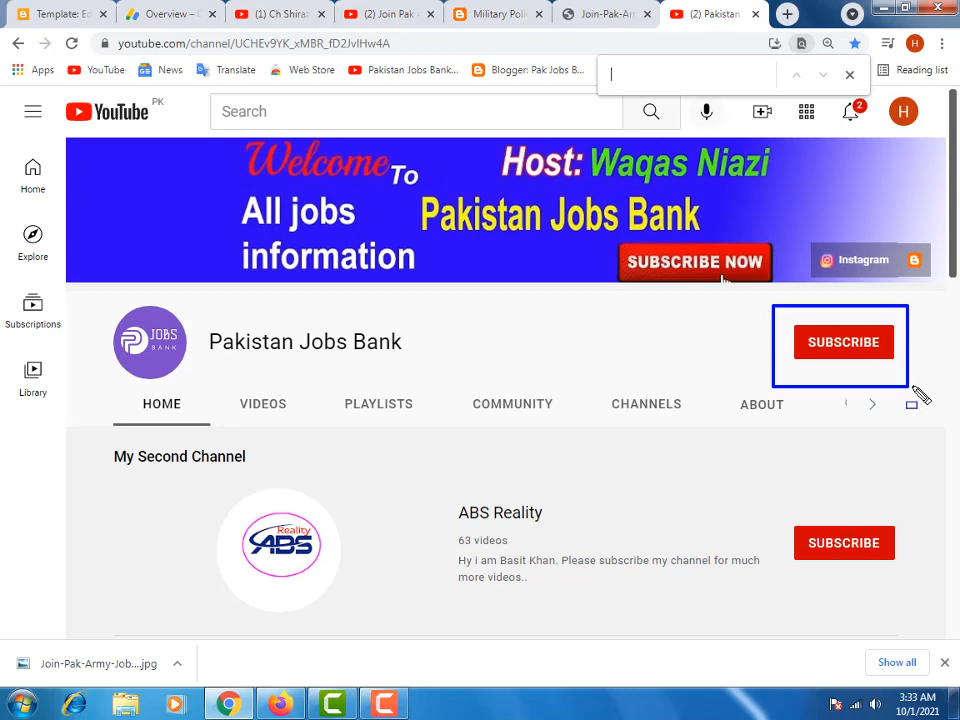 Template: Ec
Overview – C
(1) Ch Shiraz
(2) Join Pak
Military Poli
Join-Pak-Ar
(2) Pakistan
youtube.com/channel/UCHEv9YK_xMBR_fD2JvIHw4A
H
Apps
YouTube
News
Translate
Web Store
Pakistan Jobs Bank...
Blogger: Pak Jobs B...
Reading list
YouTube PK
Search
2
H
Home
Explore
Subscriptions
Library
Welcome To
Host: Waqas Niazi
All jobs information
Pakistan Jobs Bank
SUBSCRIBE NOW
Instagram
JOBS
BANK
Pakistan Jobs Bank
SUBSCRIBE
HOME
VIDEOS
PLAYLISTS
COMMUNITY
CHANNELS
ABOUT
My Second Channel
Reality
ABS
ABS Reality
63 videos
Hy i am Basit Khan. Please subscribe my channel for much
more videos..
SUBSCRIBE
Join-Pak-Army-Job....jpg
Show all
3:33 AM
10/1/2021